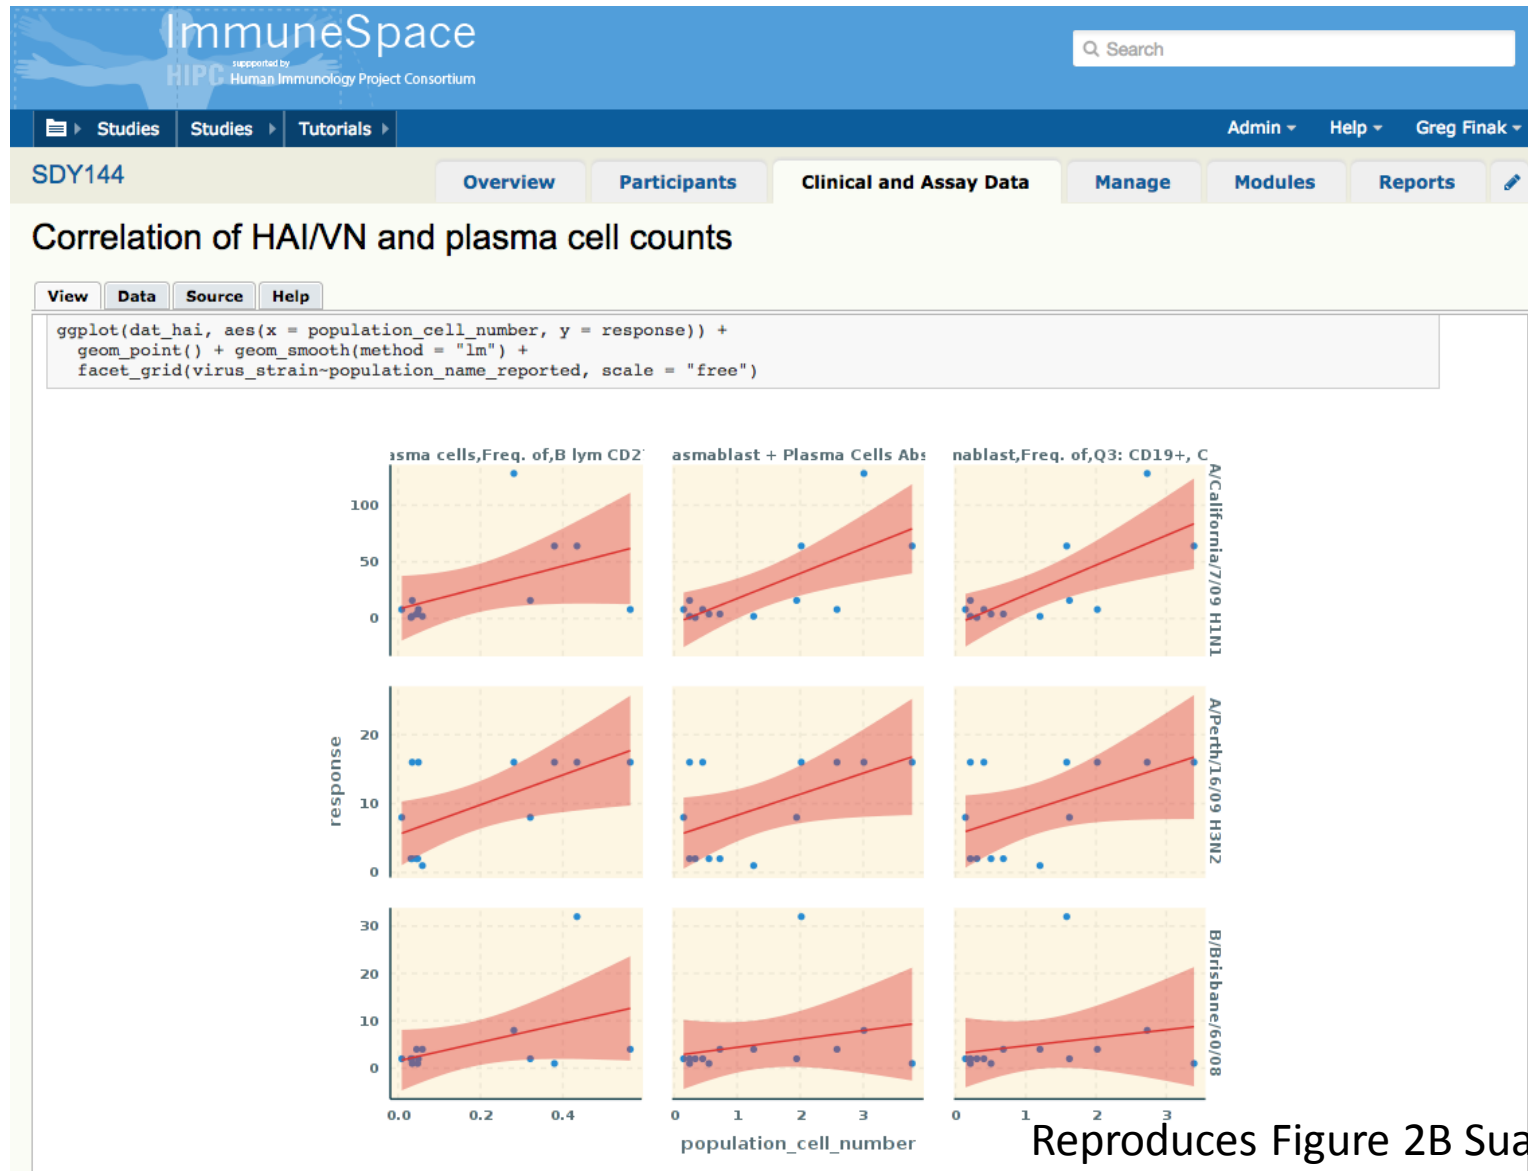 ImmuneSpace
suppported by
HIPC Human Immunology Project Consortium
Search
Studies Studies Tutorials Admin Help Greg Finak
SDY144 Overview Participants Clinical and Assay Data Manage Modules Reports
Correlation of HAI/VN and plasma cell counts
View Data Source Help
ggplot(dat_hai, aes(x = population_cell_number, y = response)) +
geom_point() + geom_smooth(method = "lm") +
facet_grid(virus_strain~population_name_reported, scale = "free")
asma cells,Freq. of,B lym CD2 asmablast + Plasma Cells Abs nablast,Freq. of,Q3: CD19+, C
100
50
0
A/California/7/09 H1N1
response
20
10
0
A/Perth/16/09 H3N2
30
20
10
0
B/Brisbane/60/08
0.0 0.2 0.4 0 1 2 3 0 1 2 3
population_cell_number
Reproduces Figure 2B Sua